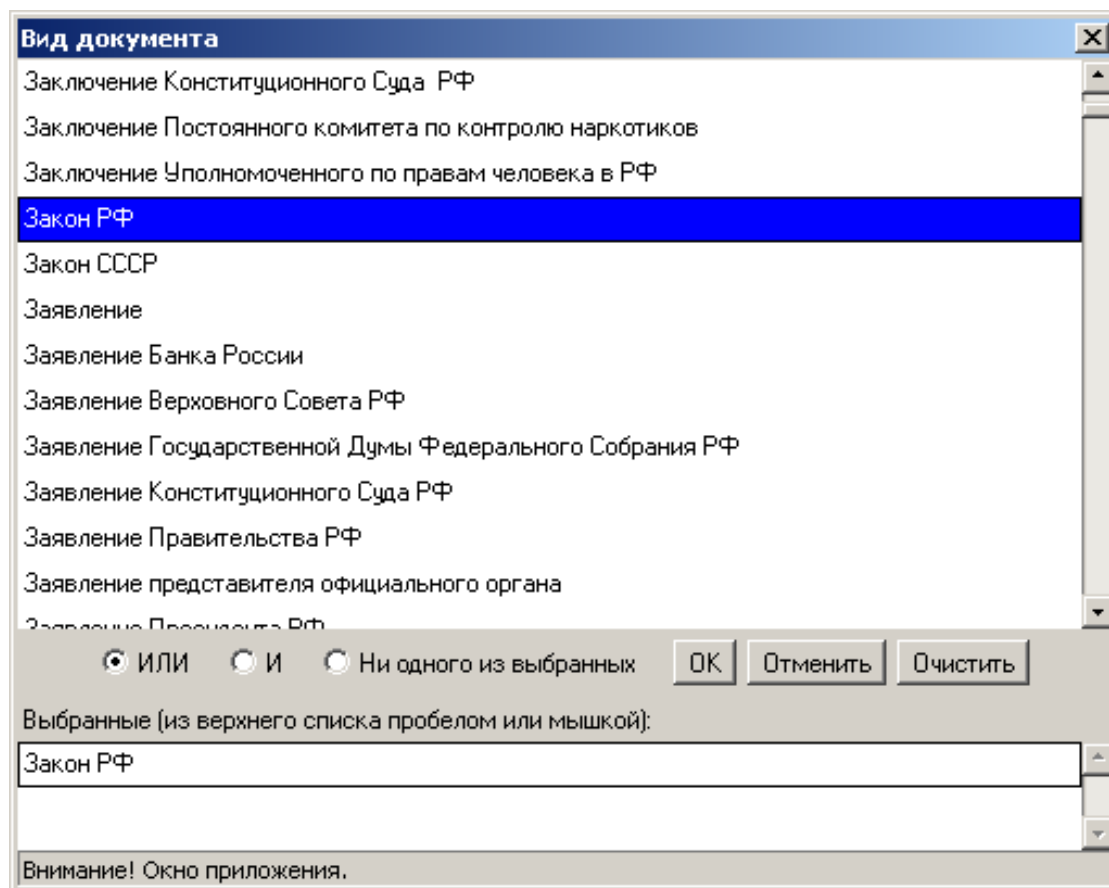 Вид документа
Заключение Конституционного Суда РФ
Заключение Постоянного комитета по контролю наркотиков
Заключение Уполномоченного по правам человека в РФ
Закон РФ
Закон СССР
Заявление
Заявление Банка России
Заявление Верховного Совета РФ
Заявление Государственной Думы Федерального Собрания РФ
Заявление Конституционного Суда РФ
Заявление Правительства РФ
Заявление представителя официального органа
Заявление Президента РФ
ИЛИ И Ни одного из выбранных OK Отменить Очистить
Выбранные (из верхнего списка пробелом или мышкой):
Закон РФ
Внимание! Окно приложения.